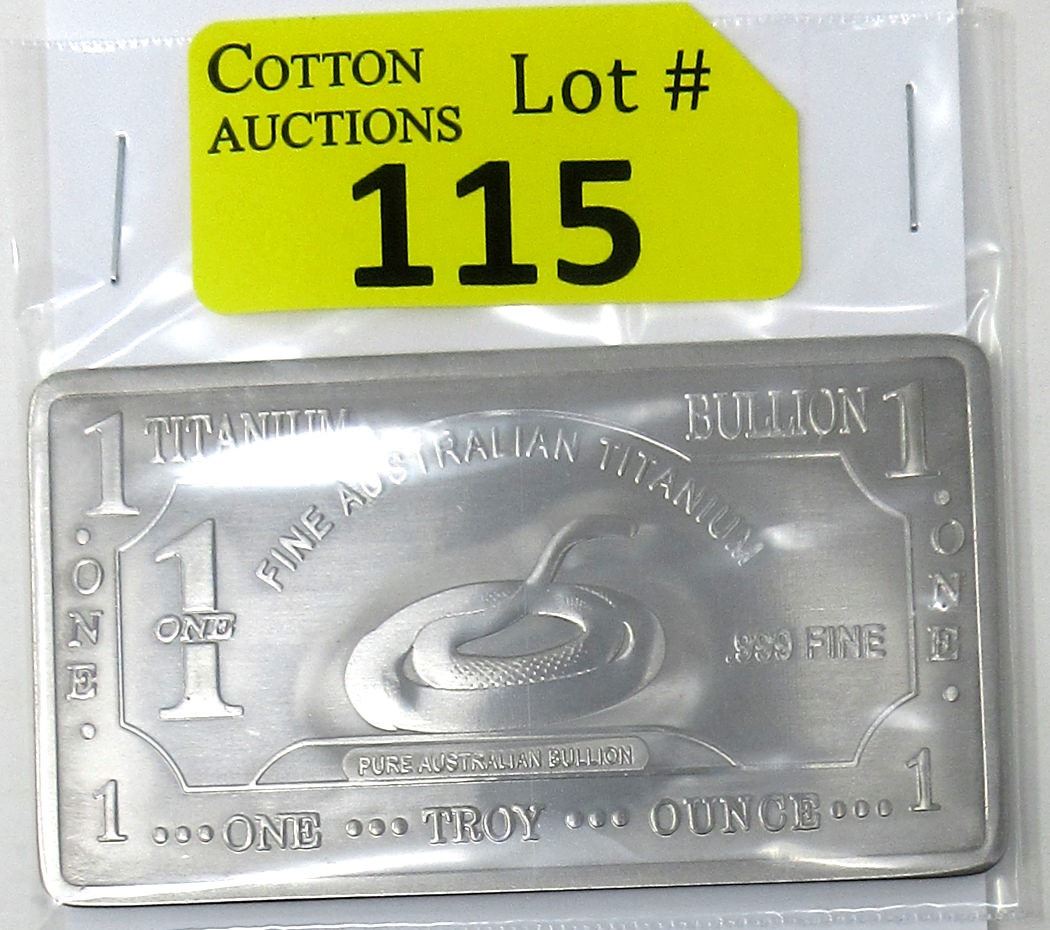 COTTON
AUCTIONS
Lot #
115
1 TITANIUM BULLION 1
FINE AUSTRALIAN TITANIUM
· ONE ·
1
ONE
.999 FINE
· ONE ·
PURE AUSTRALIAN BULLION
1 ...ONE ... TROY ... OUNCE... 1